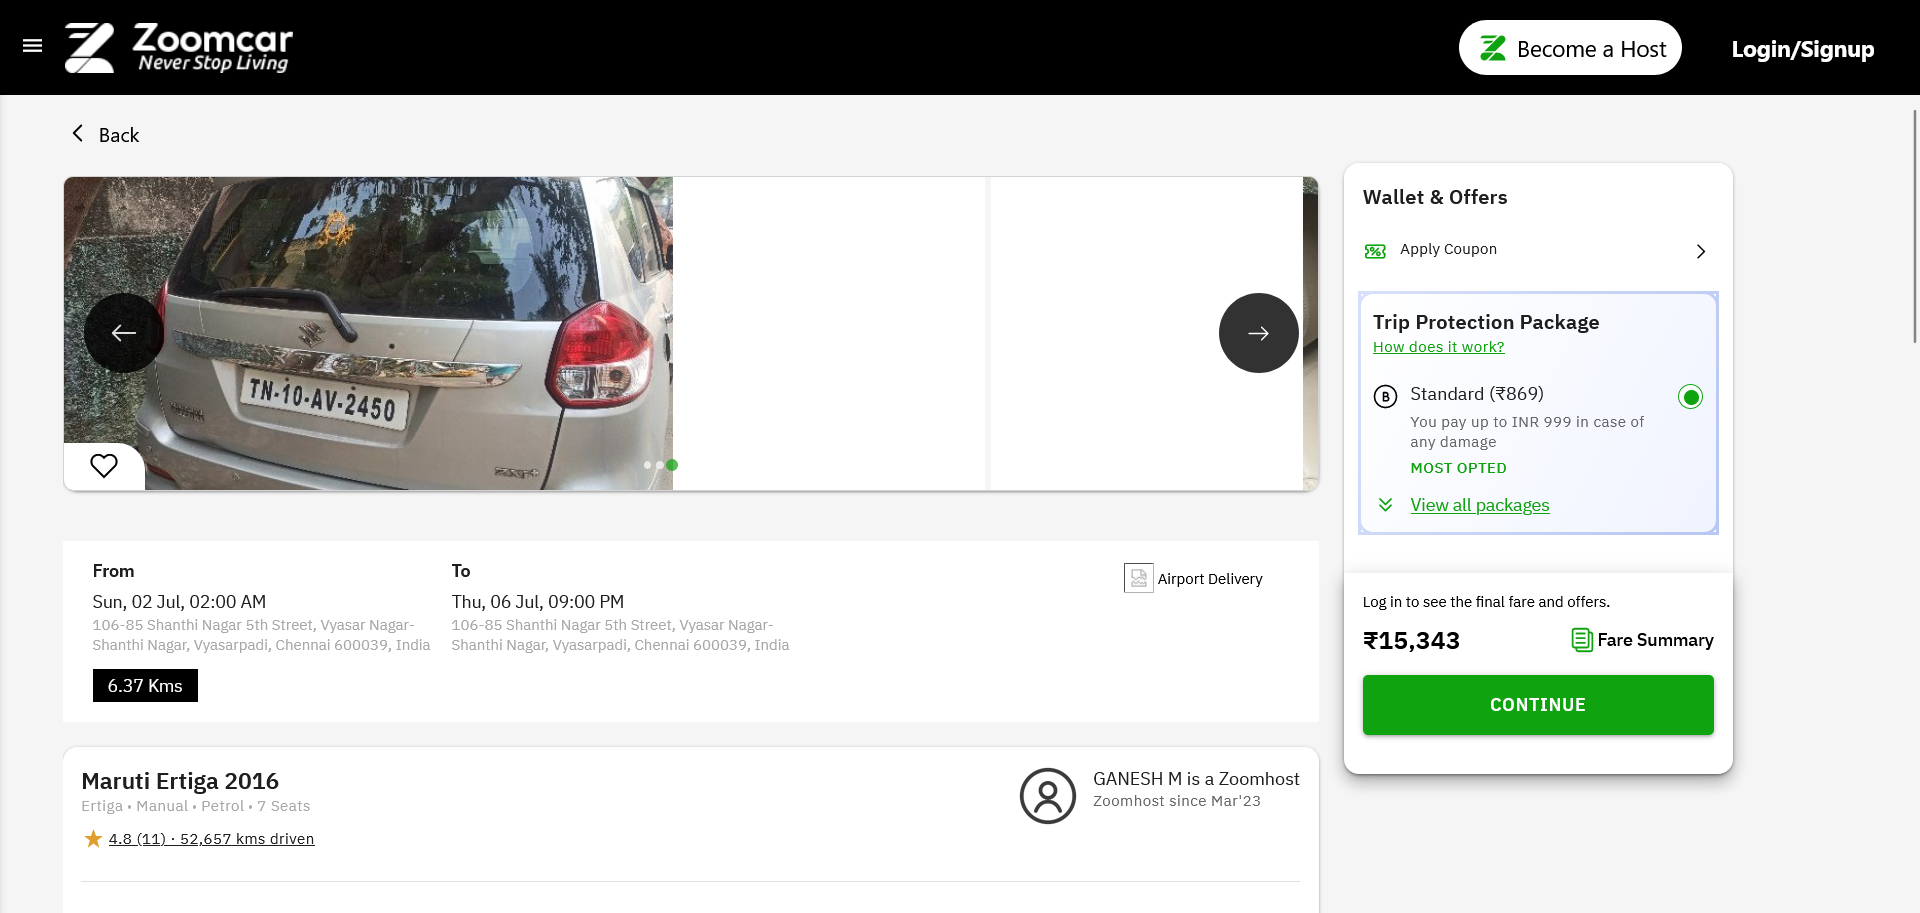 Zoomcar
Never Stop Living
Become a Host
Login/Signup
Back
TN-10-AV-2450
Wallet & Offers
Apply Coupon
Trip Protection Package
How does it work?
B
Standard (₹869)
You pay up to INR 999 in case of
any damage
MOST OPTED
View all packages
From
Sun, 02 Jul, 02:00 AM
106-85 Shanthi Nagar 5th Street, Vyasar Nagar-
Shanthi Nagar, Vyasarpadi, Chennai 600039, India
6.37 Kms
To
Thu, 06 Jul, 09:00 PM
106-85 Shanthi Nagar 5th Street, Vyasar Nagar-
Shanthi Nagar, Vyasarpadi, Chennai 600039, India
Airport Delivery
Log in to see the final fare and offers.
₹15,343
Fare Summary
CONTINUE
Maruti Ertiga 2016
Ertiga • Manual • Petrol • 7 Seats
4.8 (11) · 52,657 kms driven
GANESH M is a Zoomhost
Zoomhost since Mar'23